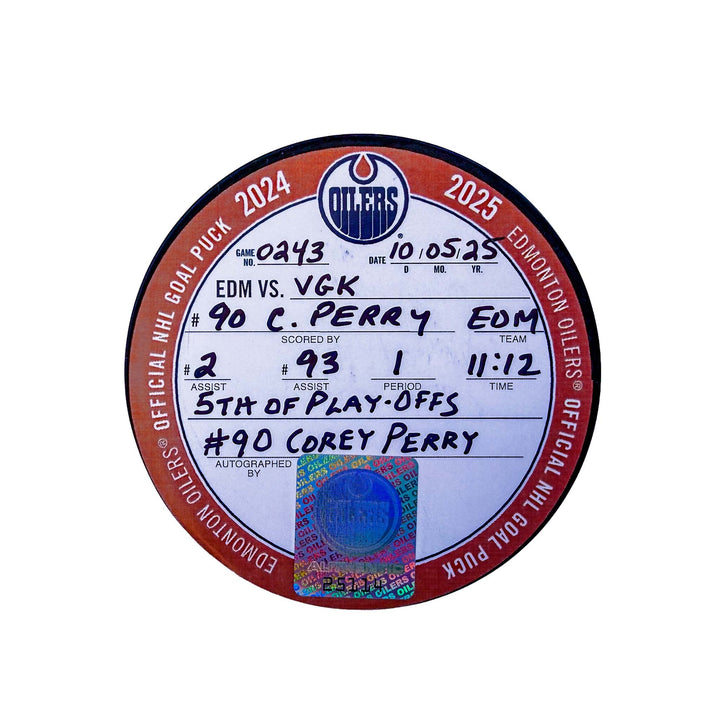 2024 2025
OILERS
OFFICIAL NHL GOAL PUCK
EDMONTON OILERS®
EDMONTON OILERS®
OFFICIAL NHL GOAL PUCK
GAME NO. 0243 DATE 10/05/25
D MO. YR.
EDM VS. VGK
# 90 C. PERRY EDM
SCORED BY TEAM
# 2 # 93 1 11:12
ASSIST ASSIST PERIOD TIME
5TH OF PLAY-OFFS
#90 COREY PERRY
AUTOGRAPHED BY
OILERS